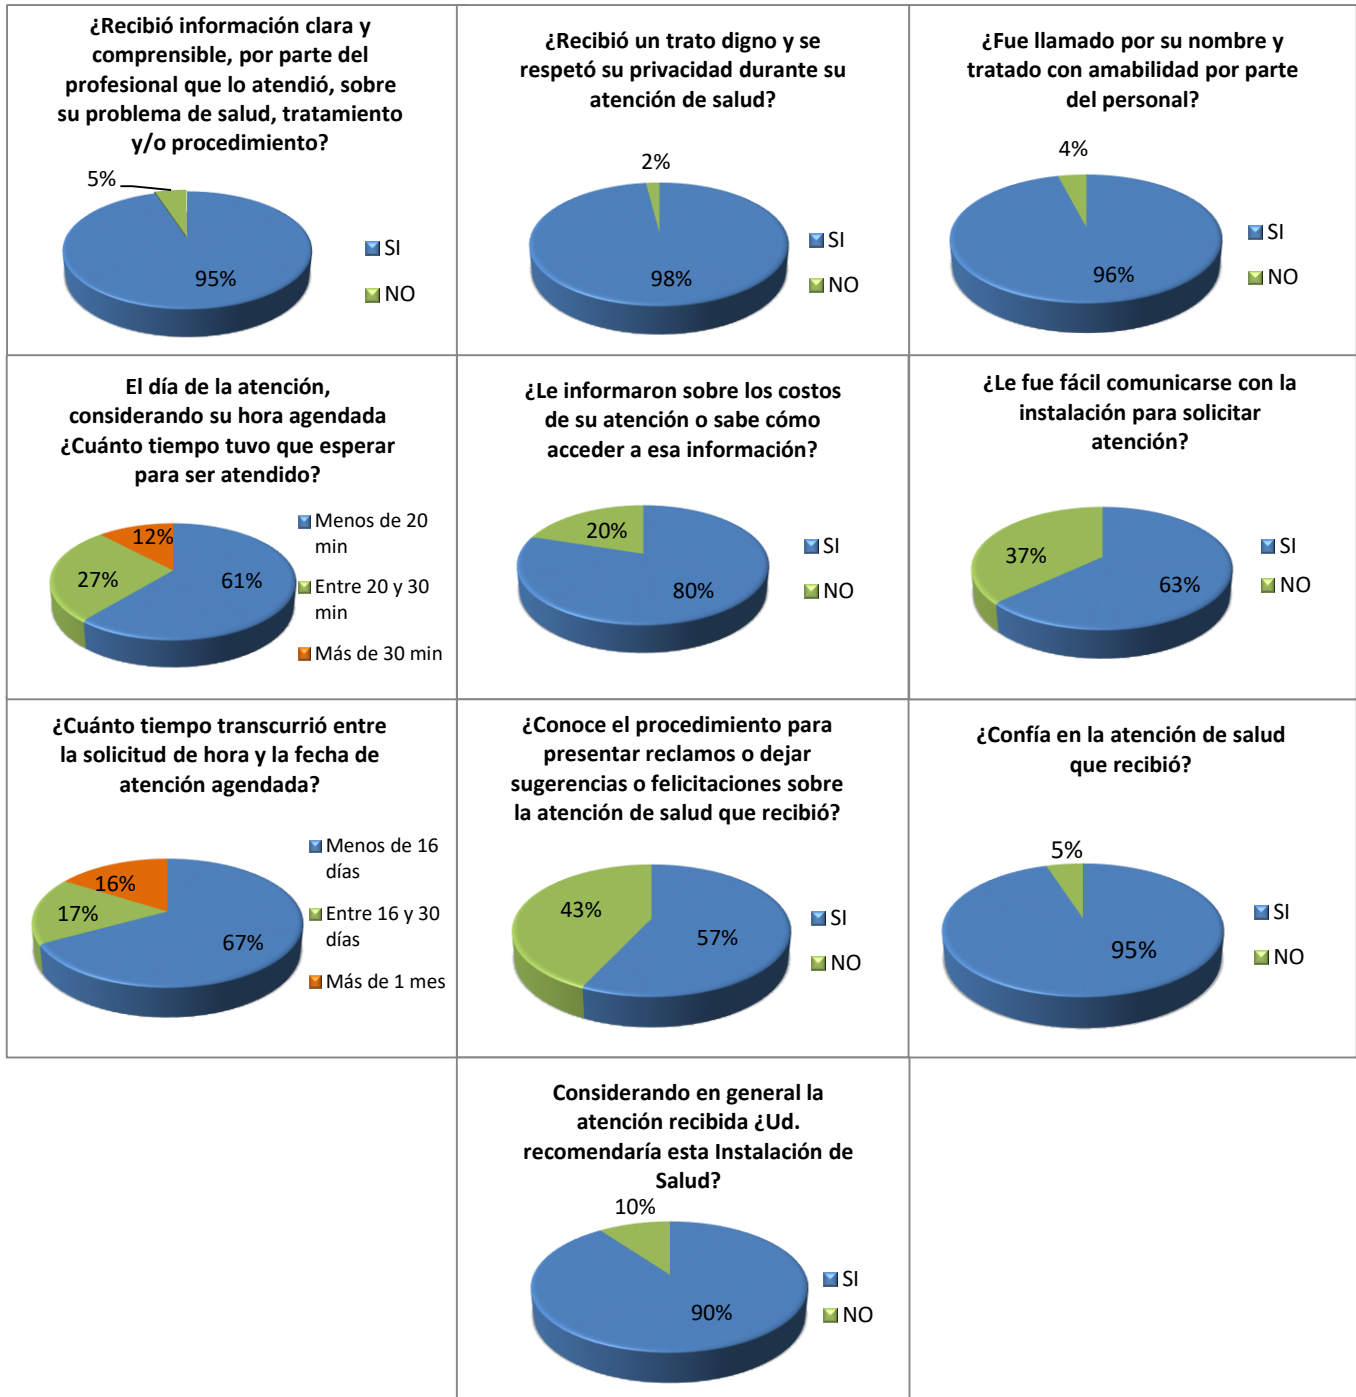 ¿Recibió información clara y
comprensible, por parte del
profesional que lo atendió, sobre
su problema de salud, tratamiento
y/o procedimiento?
5%
95%
SI
NO
¿Recibió un trato digno y se
respetó su privacidad durante su
atención de salud?
2%
98%
SI
NO
¿Fue llamado por su nombre y
tratado con amabilidad por parte
del personal?
4%
96%
SI
NO
El día de la atención,
considerando su hora agendada
¿Cuánto tiempo tuvo que esperar
para ser atendido?
12%
27%
61%
Menos de 20
min
Entre 20 y 30
min
Más de 30 min
¿Le informaron sobre los costos
de su atención o sabe cómo
acceder a esa información?
20%
80%
SI
NO
¿Le fue fácil comunicarse con la
instalación para solicitar
atención?
37%
63%
SI
NO
¿Cuánto tiempo transcurrió entre
la solicitud de hora y la fecha de
atención agendada?
16%
17%
67%
Menos de 16
días
Entre 16 y 30
días
Más de 1 mes
¿Conoce el procedimiento para
presentar reclamos o dejar
sugerencias o felicitaciones sobre
la atención de salud que recibió?
43%
57%
SI
NO
¿Confía en la atención de salud
que recibió?
5%
95%
SI
NO
Considerando en general la
atención recibida ¿Ud.
recomendaría esta Instalación de
Salud?
10%
90%
SI
NO